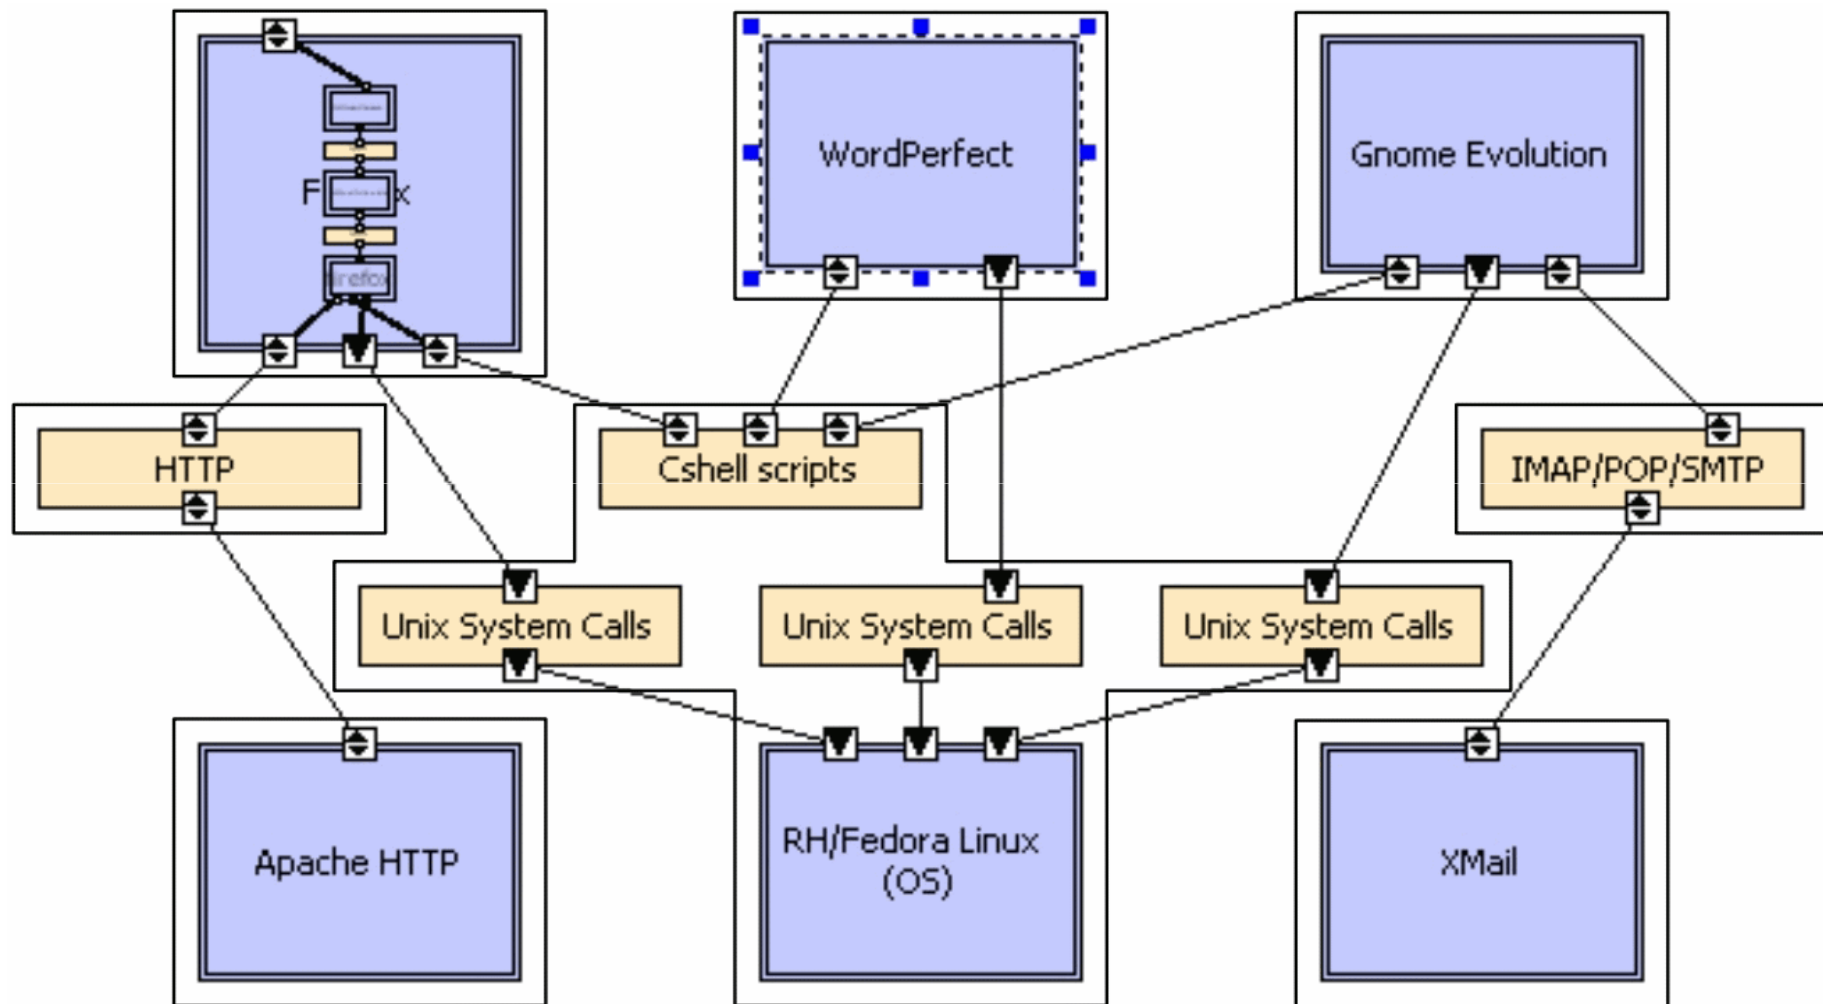 WordPerfect
Gnome Evolution
F x
firefox
HTTP
Cshell scripts
IMAP/POP/SMTP
Unix System Calls
Unix System Calls
Unix System Calls
Apache HTTP
RH/Fedora Linux
(OS)
XMail